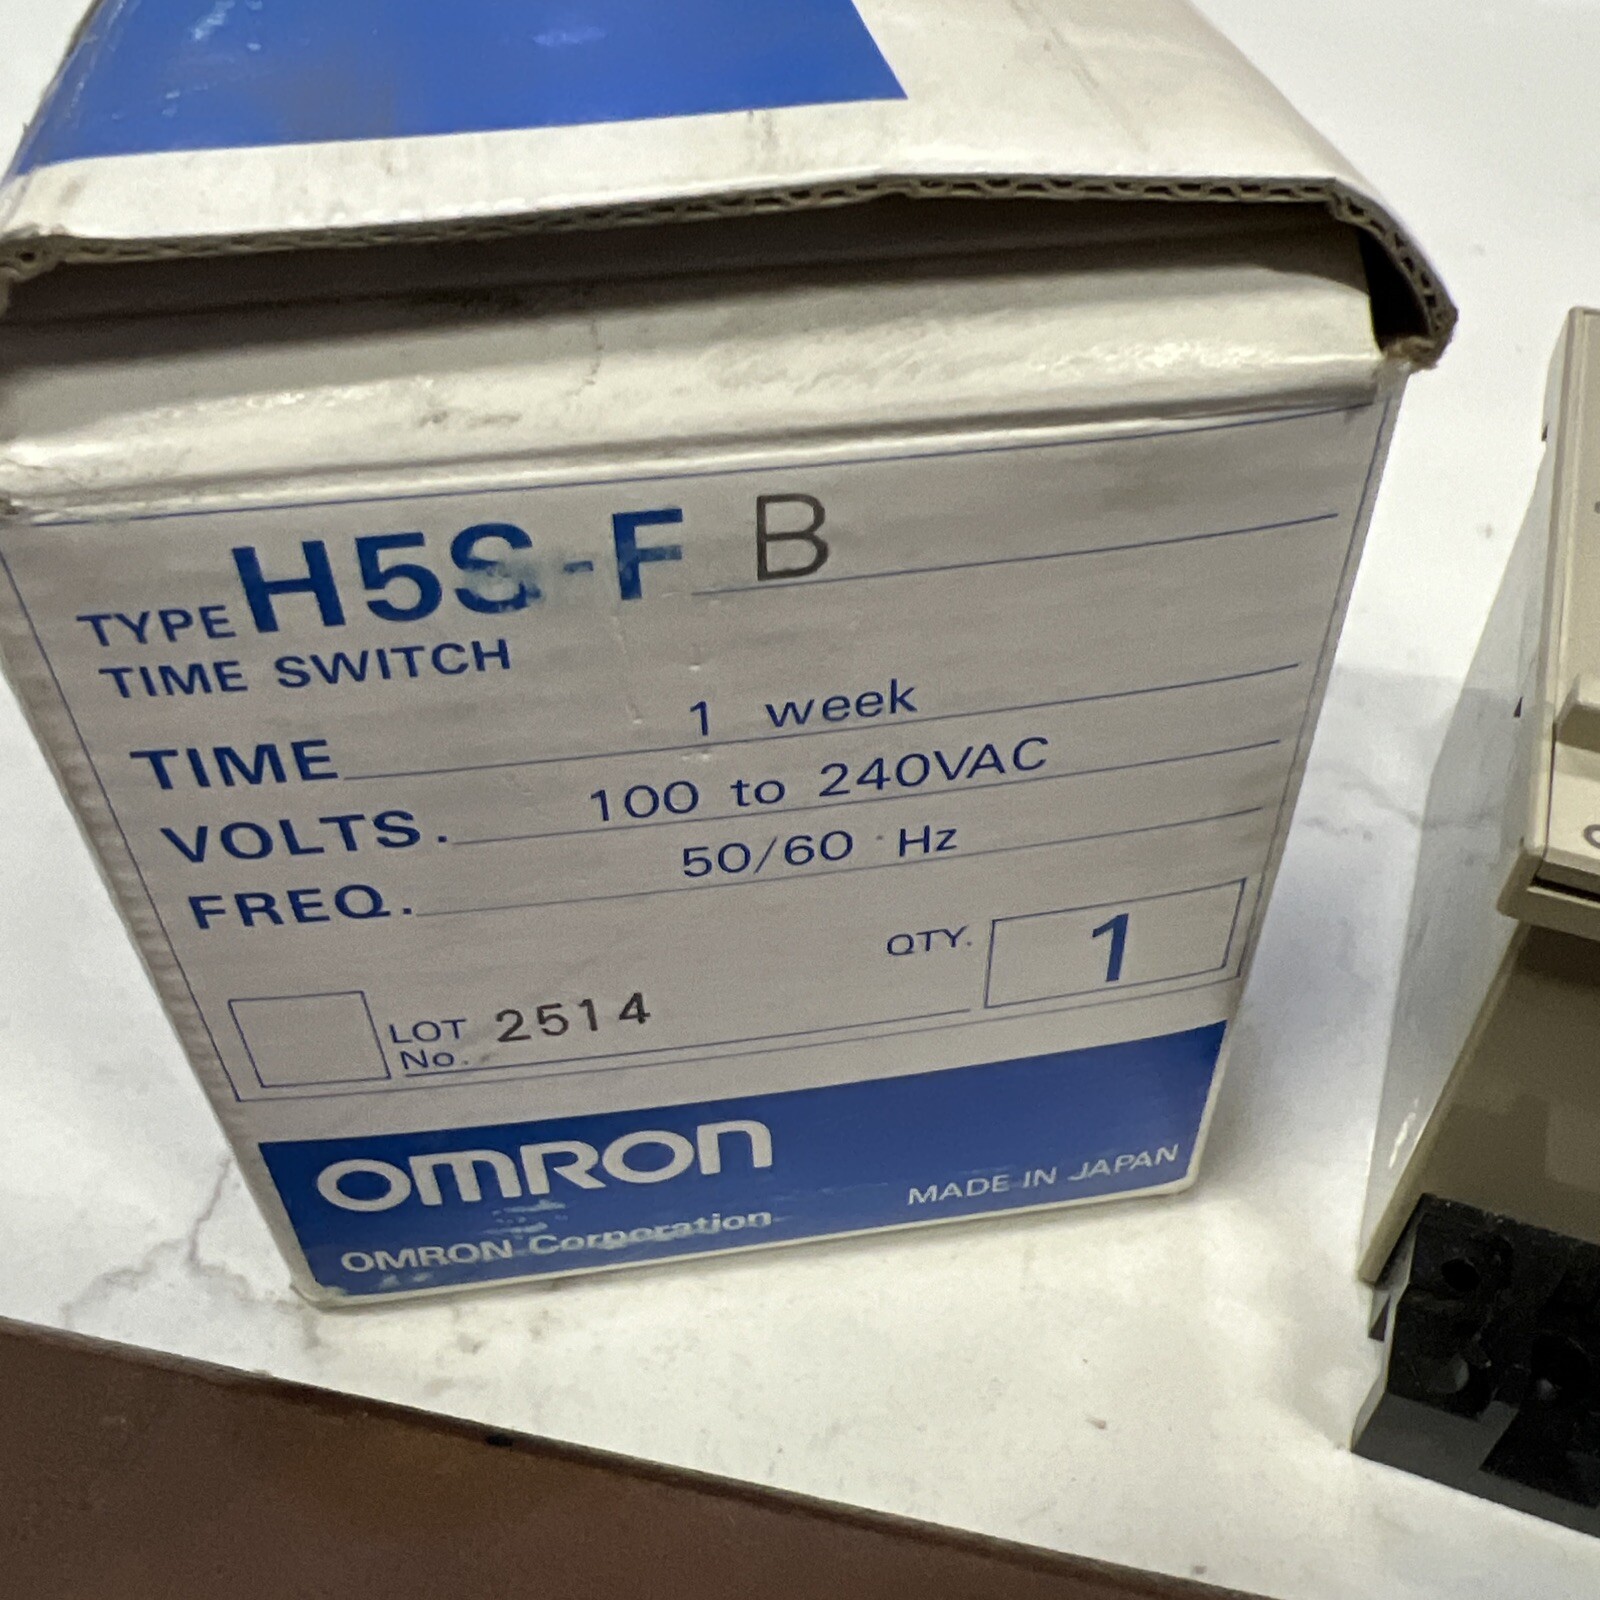 TYPE H5S-F B
TIME SWITCH
TIME 1 week
VOLTS. 100 to 240VAC
FREQ. 50/60 Hz
QTY. 1
LOT No. 2514
OMRON
OMRON Corporation
MADE IN JAPAN